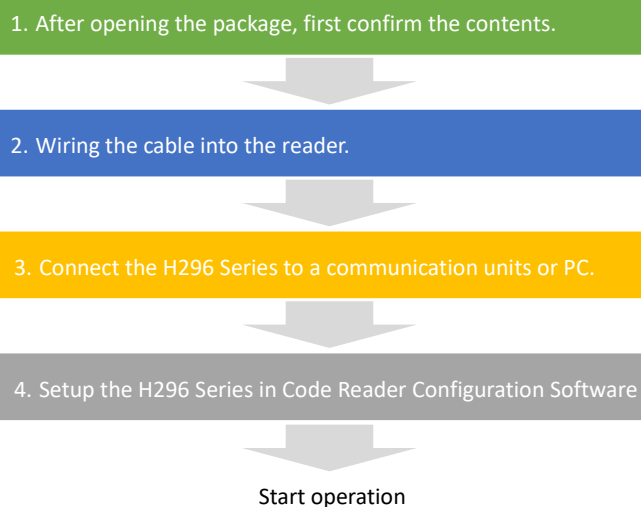 1. After opening the package, first confirm the contents.
2. Wiring the cable into the reader.
3. Connect the H296 Series to a communication units or PC.
4. Setup the H296 Series in Code Reader Configuration Software
Start operation